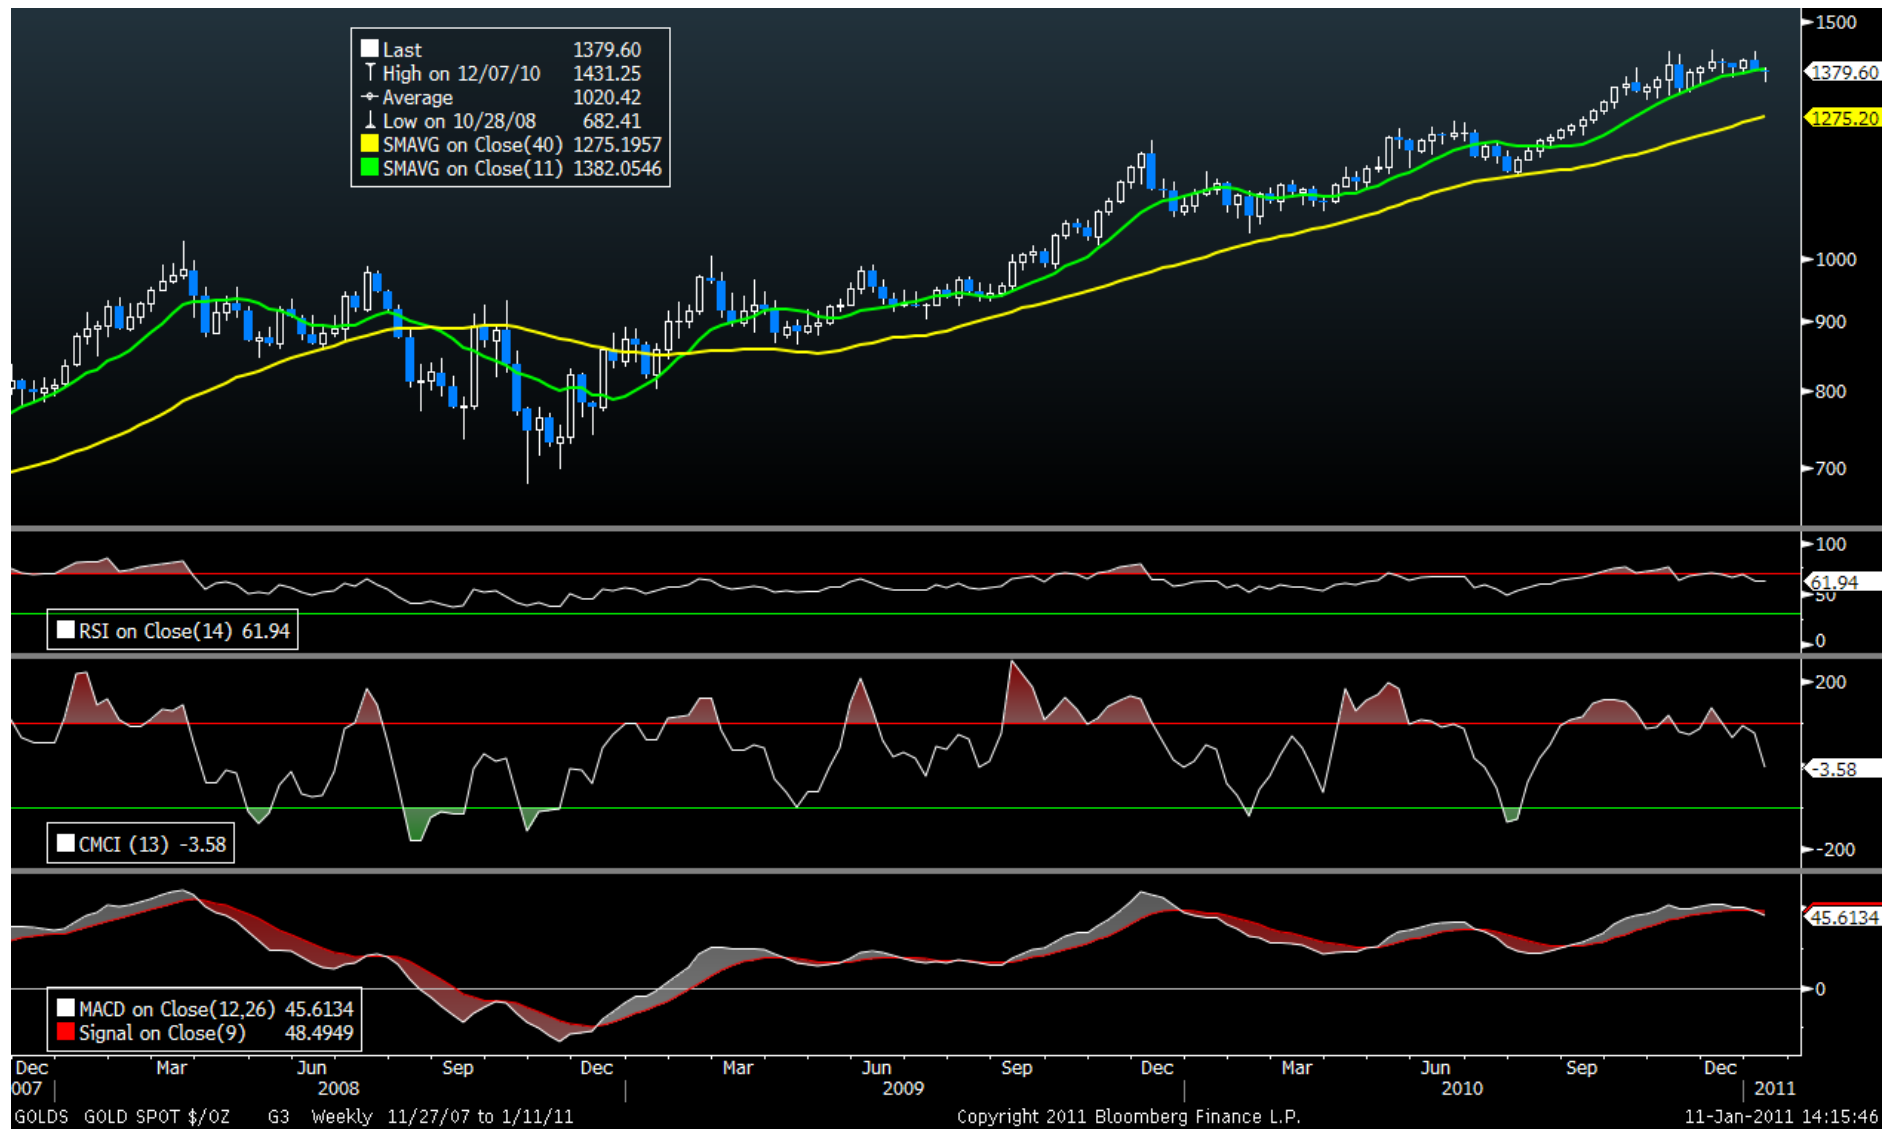 Last 1379.60
High on 12/07/10 1431.25
Average 1020.42
Low on 10/28/08 682.41
SMAVG on Close(40) 1275.1957
SMAVG on Close(11) 1382.0546
1500
1379.60
1275.20
1000
900
800
700
100
61.94
50
0
RSI on Close(14) 61.94
200
-3.58
-200
CMCI (13) -3.58
45.6134
0
MACD on Close(12,26) 45.6134
Signal on Close(9) 48.4949
Dec Mar Jun Sep Dec Mar Jun Sep Dec Mar Jun Sep Dec
007 2008 2009 2010 2011
GOLDS GOLD SPOT $/OZ G3 Weekly 11/27/07 to 1/11/11 Copyright 2011 Bloomberg Finance L.P. 11-Jan-2011 14:15:46